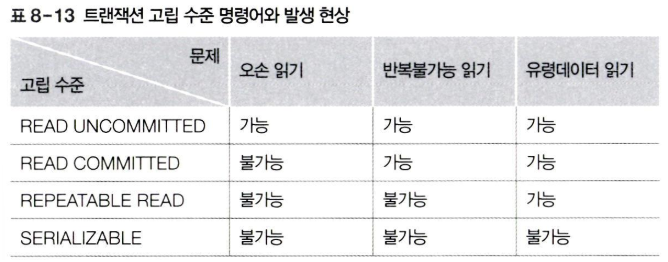 표 8-13 트랜잭션 고립 수준 명령어와 발생 현상
문제
고립 수준
오손 읽기 반복불가능 읽기 유령데이터 읽기
READ UNCOMMITTED 가능 가능 가능
READ COMMITTED 불가능 가능 가능
REPEATABLE READ 불가능 불가능 가능
SERIALIZABLE 불가능 불가능 불가능